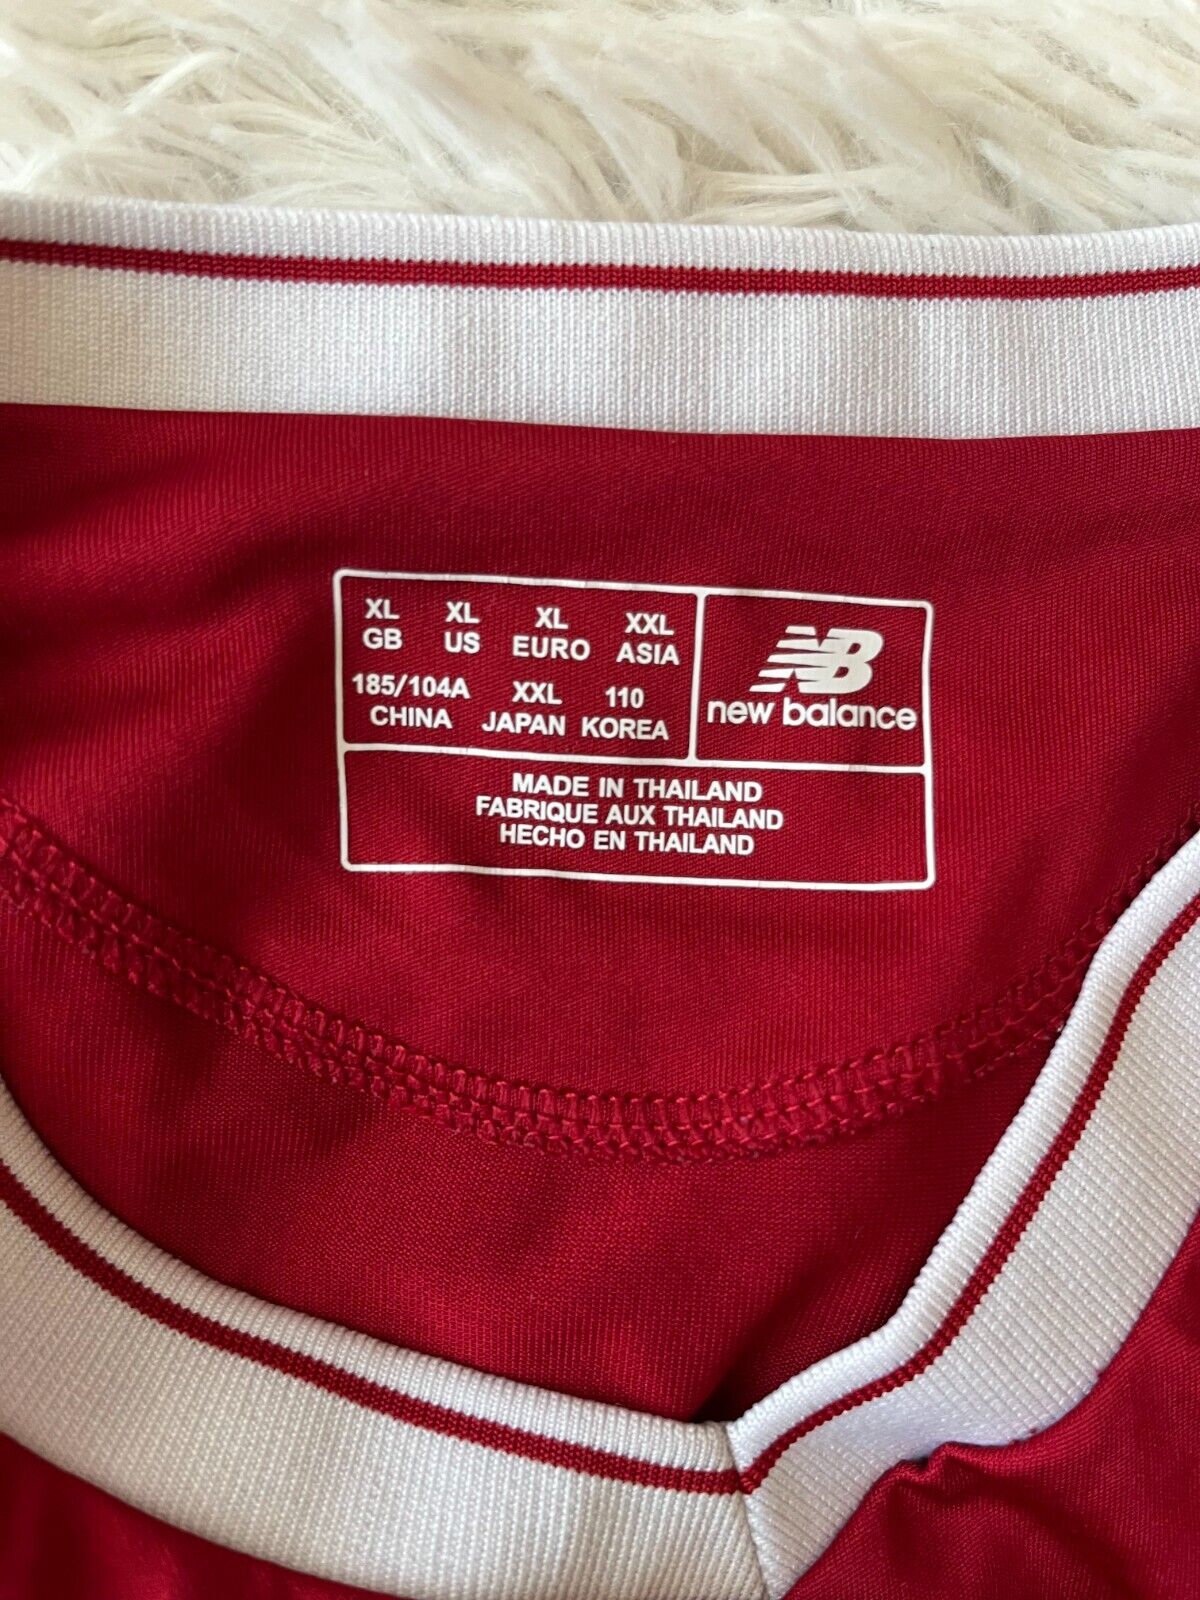 XL XL XL XXL
GB US EURO ASIA
185/104A XXL 110
CHINA JAPAN KOREA
NB
new balance
MADE IN THAILAND
FABRIQUE AUX THAILAND
HECHO EN THAILAND